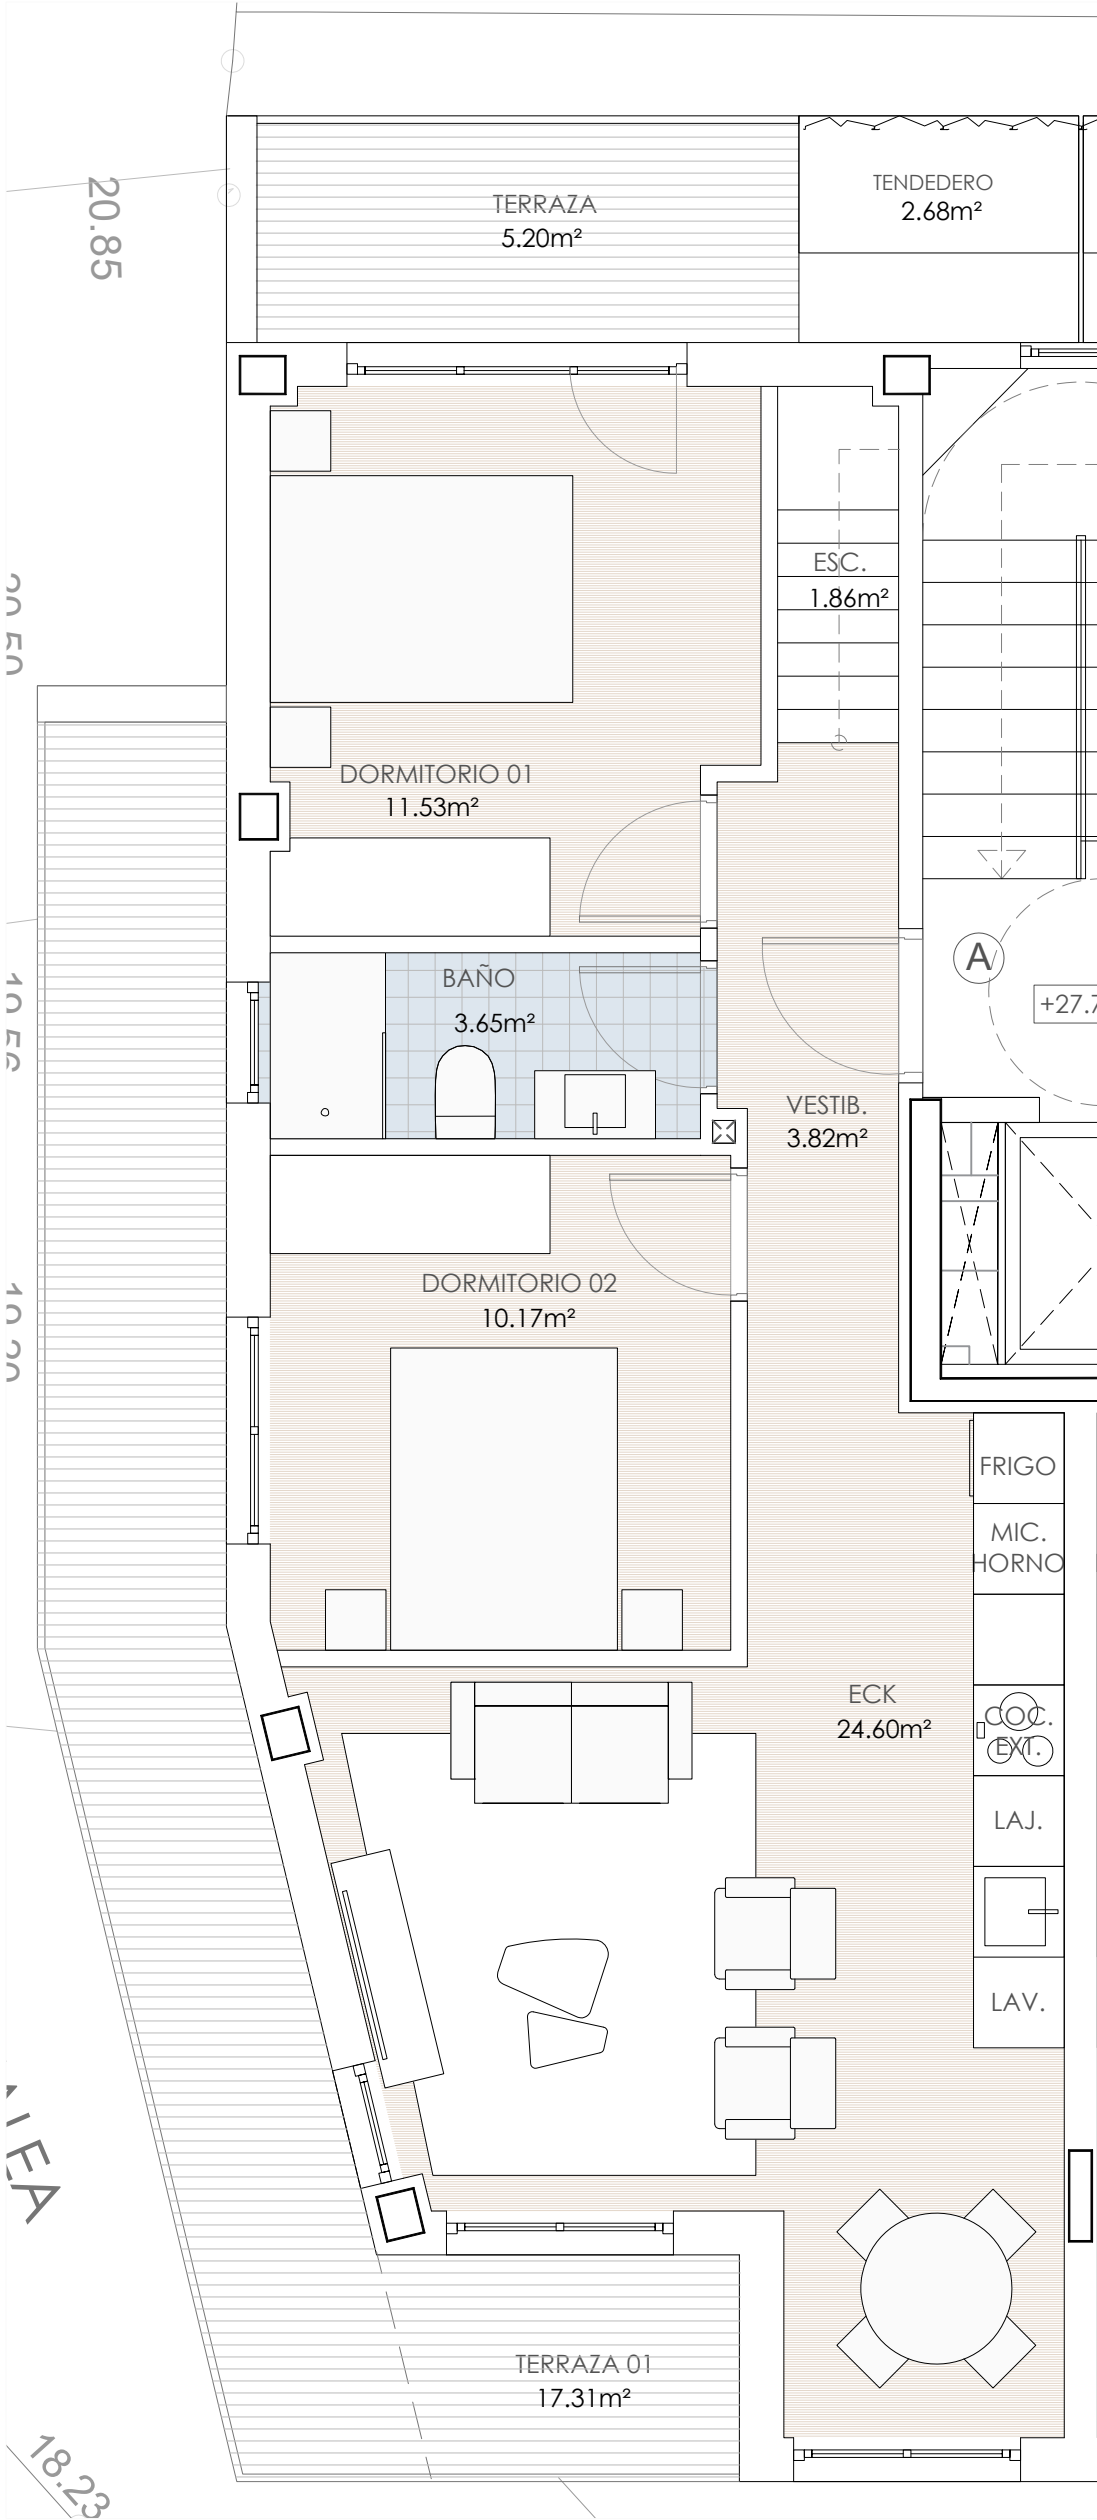 TERRAZA
5.20m²
TENDEDERO
2.68m²
20.85
ESC.
1.86m²
DORMITORIO 01
11.53m²
BAÑO
3.65m²
A
VESTIB.
3.82m²
DORMITORIO 02
10.17m²
FRIGO
MIC.
HORNO
ECK
24.60m²
COC.
EXT.
LAJ.
LAV.
TERRAZA 01
17.31m²
18.23